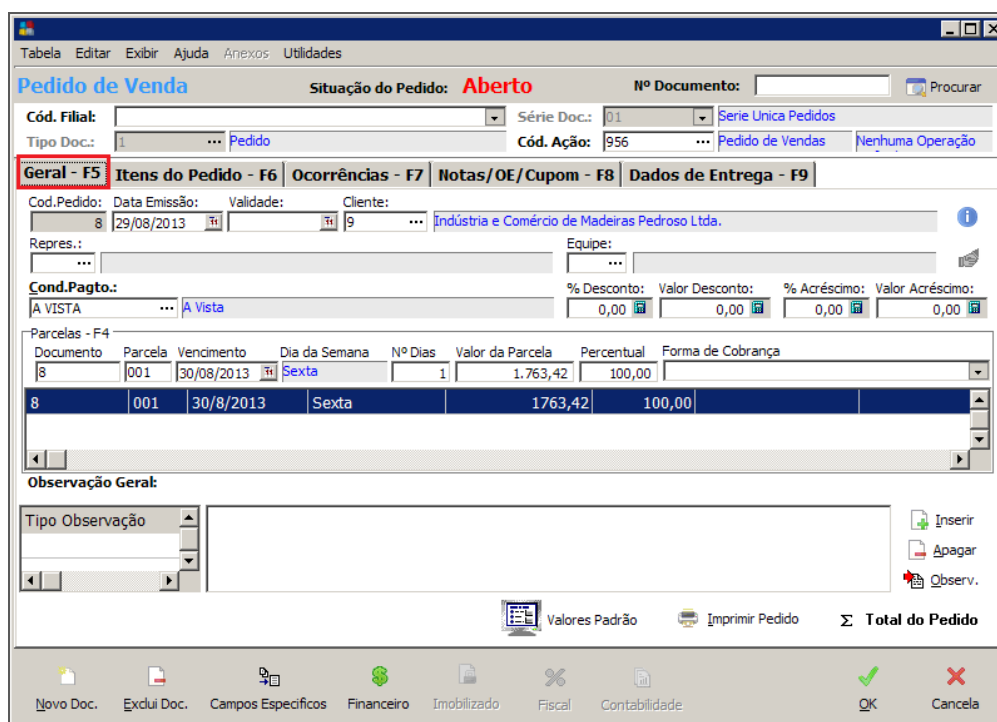 Tabela Editar Exibir Ajuda Anexos Utilidades
Pedido de Venda Situação do Pedido: Aberto Nº Documento: Procurar
Cód. Filial: Série Doc.: 01 Serie Unica Pedidos
Tipo Doc.: 1 ... Pedido Cód. Ação: 956 ... Pedido de Vendas Nenhuma Operação
Geral - F5 Itens do Pedido - F6 Ocorrências - F7 Notas/OE/Cupom - F8 Dados de Entrega - F9
Cod.Pedido: Data Emissão: Validade: Cliente:
8 29/08/2013 9 ... Indústria e Comércio de Madeiras Pedroso Ltda.
Repres.: Equipe:
... ...
Cond.Pagto.: % Desconto: Valor Desconto: % Acréscimo: Valor Acréscimo:
A VISTA ... A Vista 0,00 0,00 0,00 0,00
Parcelas - F4
Documento Parcela Vencimento Dia da Semana Nº Dias Valor da Parcela Percentual Forma de Cobrança
8 001 30/08/2013 Sexta 1 1.763,42 100,00
8 001 30/8/2013 Sexta 1763,42 100,00
Observação Geral:
Tipo Observação
Inserir
Apagar
Observ.
Valores Padrão Imprimir Pedido Σ Total do Pedido
Novo Doc. Exclui Doc. Campos Especificos Financeiro Imobilizado Fiscal Contabilidade OK Cancela